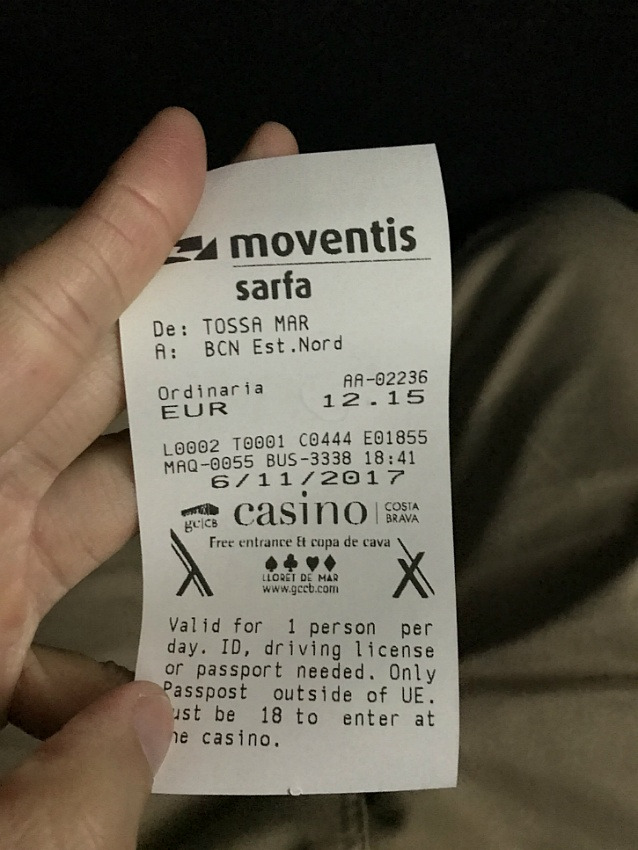 moventis
sarfa
De: TOSSA MAR
A: BCN Est.Nord
Ordinaria AA-02236
EUR 12.15
L0002 T0001 C0444 E01855
MAQ-0055 BUS-3338 18:41
6/11/2017
gc|CB casino | COSTA BRAVA
Free entrance & copa de cava
LLORET DE MAR
www.gccb.com
Valid for 1 person per
day. ID, driving license
or passport needed. Only
Passpost outside of UE.
ust be 18 to enter at
he casino.